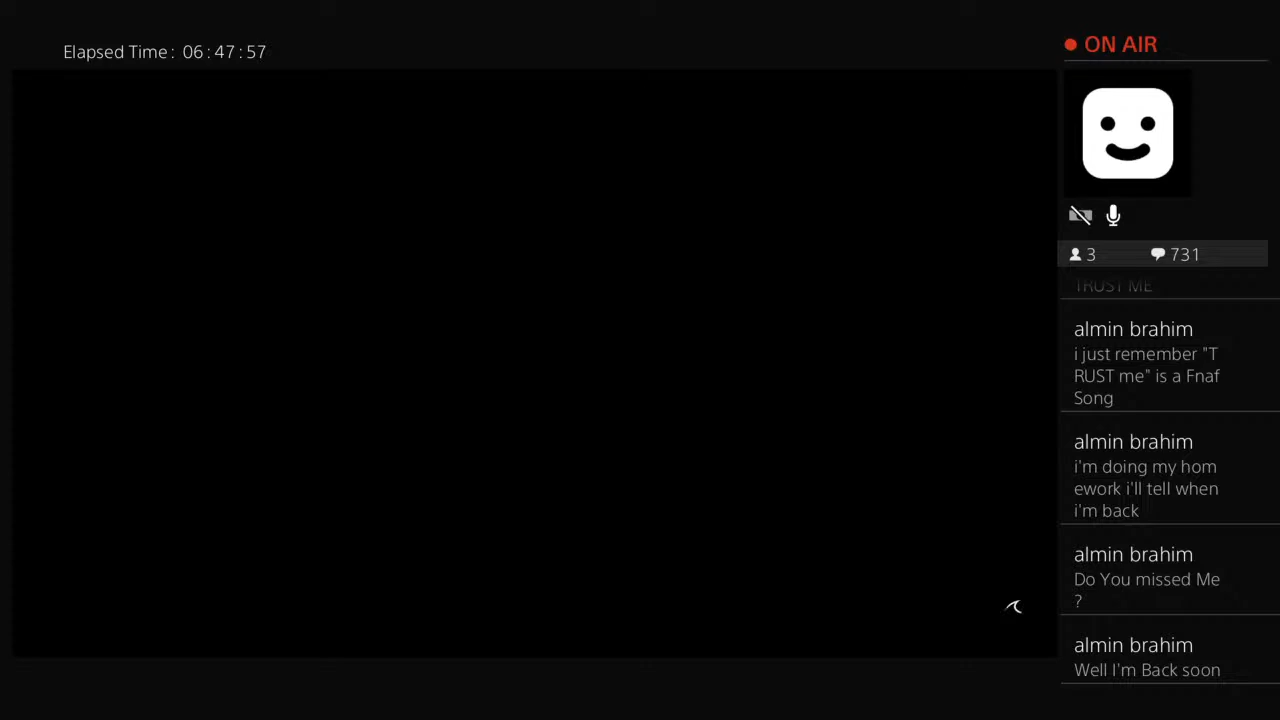 Elapsed Time: 06:47:57
ON AIR
3
731
TRUST ME
almin brahim
i just remember "T
RUST me" is a Fnaf
Song
almin brahim
i'm doing my hom
ework i'll tell when
i'm back
almin brahim
Do You missed Me
?
almin brahim
Well I'm Back soon